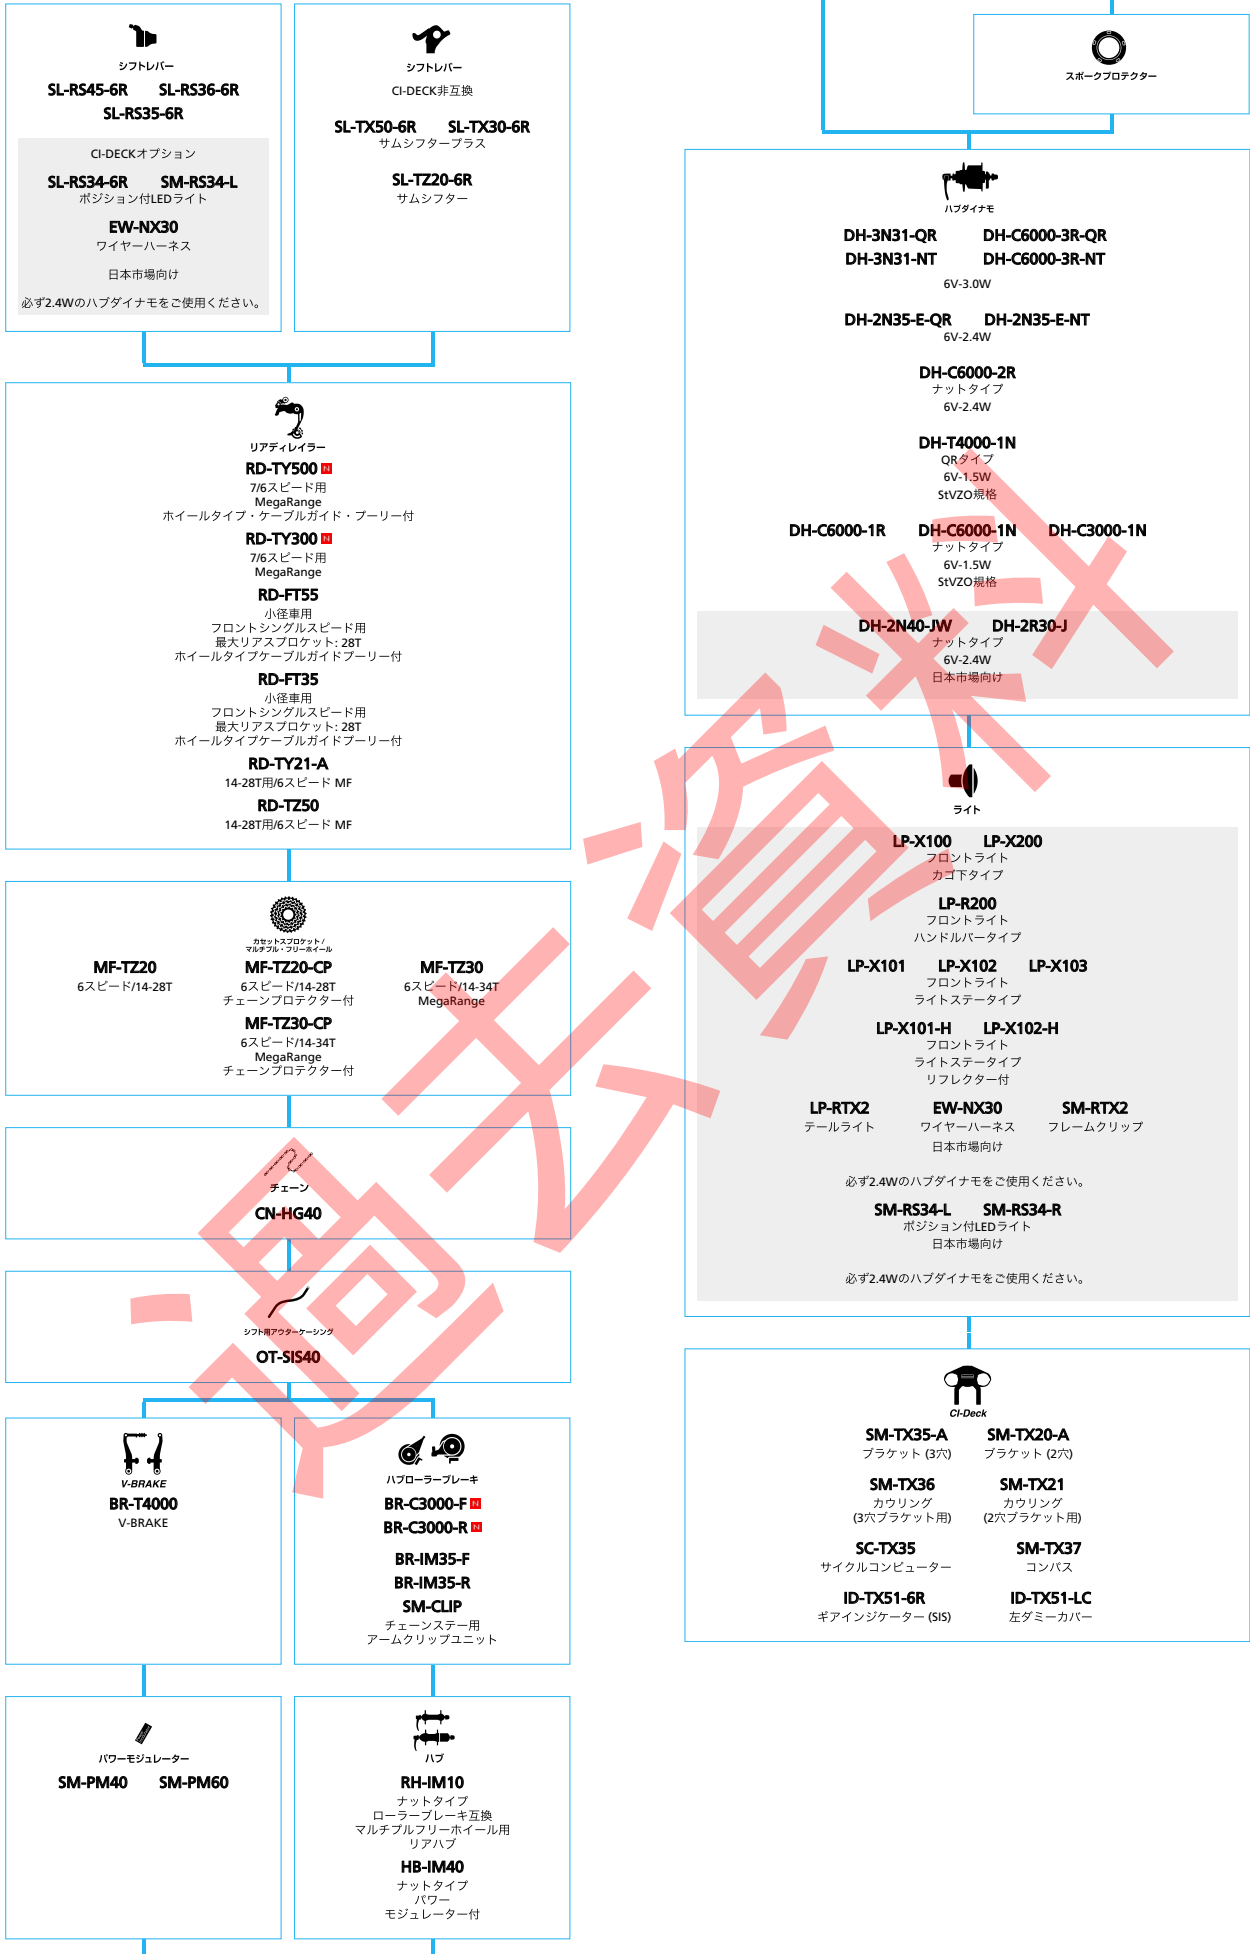 シフトレバー
SL-RS45-6R SL-RS36-6R
SL-RS35-6R
CI-DECKオプション
SL-RS34-6R SM-RS34-L
ポジション付LEDライト
EW-NX30
ワイヤーハーネス
日本市場向け
必ず2.4Wのハブダイナモをご使用ください。
シフトレバー
CI-DECK非互換
SL-TX50-6R SL-TX30-6R
サムシフタープラス
SL-TZ20-6R
サムシフター
リアディレイラー
RD-TY500 N
7/6スピード用
MegaRange
ホイールタイプ・ケーブルガイド・プーリー付
RD-TY300 N
7/6スピード用
MegaRange
RD-FT55
小径車用
フロントシングルスピード用
最大リアスプロケット: 28T
ホイールタイプケーブルガイドプーリー付
RD-FT35
小径車用
フロントシングルスピード用
最大リアスプロケット: 28T
ホイールタイプケーブルガイドプーリー付
RD-TY21-A
14-28T用/6スピード MF
RD-TZ50
14-28T用/6スピード MF
カセットスプロケット /
マルチプル・フリーホイール
MF-TZ20 MF-TZ20-CP MF-TZ30
6スピード/14-28T 6スピード/14-28T 6スピード/14-34T
チェーンプロテクター付 MegaRange
MF-TZ30-CP
6スピード/14-34T
MegaRange
チェーンプロテクター付
チェーン
CN-HG40
シフト用アウターケーシング
OT-SIS40
V-BRAKE
BR-T4000
V-BRAKE
ハブローラーブレーキ
BR-C3000-F N
BR-C3000-R N
BR-IM35-F
BR-IM35-R
SM-CLIP
チェーンステー用
アームクリップユニット
パワーモジュレーター
SM-PM40 SM-PM60
ハブ
RH-IM10
ナットタイプ
ローラーブレーキ互換
マルチプルフリーホイール用
リアハブ
HB-IM40
ナットタイプ
パワー
モジュレーター付
スポークプロテクター
ハブダイナモ
DH-3N31-QR DH-C6000-3R-QR
DH-3N31-NT DH-C6000-3R-NT
6V-3.0W
DH-2N35-E-QR DH-2N35-E-NT
6V-2.4W
DH-C6000-2R
ナットタイプ
6V-2.4W
DH-T4000-1N
QRタイプ
6V-1.5W
StVZO規格
DH-C6000-1R DH-C6000-1N DH-C3000-1N
ナットタイプ
6V-1.5W
StVZO規格
DH-2N40-JW DH-2R30-J
ナットタイプ
6V-2.4W
日本市場向け
ライト
LP-X100 LP-X200
フロントライト
カゴ下タイプ
LP-R200
フロントライト
ハンドルバータイプ
LP-X101 LP-X102 LP-X103
フロントライト
ライトステータイプ
LP-X101-H LP-X102-H
フロントライト
ライトステータイプ
リフレクター付
LP-RTX2 EW-NX30 SM-RTX2
テールライト ワイヤーハーネス フレームクリップ
日本市場向け
必ず2.4Wのハブダイナモをご使用ください。
SM-RS34-L SM-RS34-R
ポジション付LEDライト
日本市場向け
必ず2.4Wのハブダイナモをご使用ください。
CI-Deck
SM-TX35-A SM-TX20-A
ブラケット (3穴) ブラケット (2穴)
SM-TX36 SM-TX21
カウリング カウリング
(3穴ブラケット用) (2穴ブラケット用)
SC-TX35 SM-TX37
サイクルコンピューター コンパス
ID-TX51-6R ID-TX51-LC
ギアインジケーター (SIS) 左ダミーカバー
過去資料